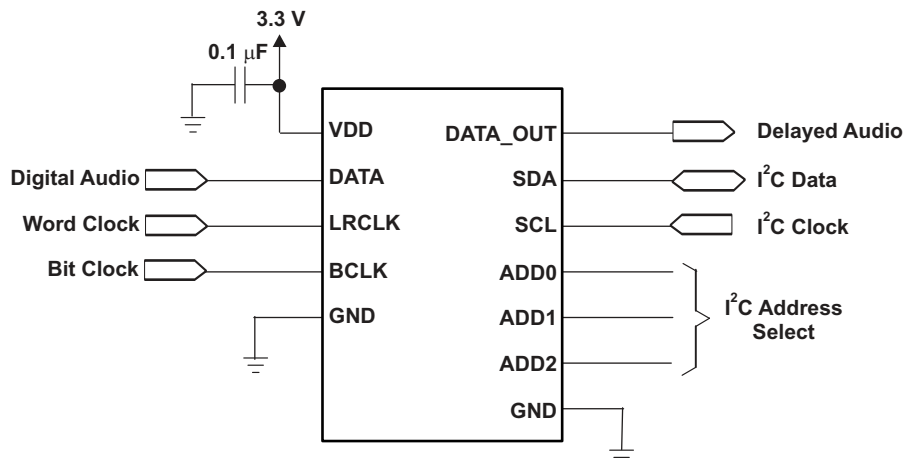 3.3 V
0.1 μF
VDD
DATA_OUT
Delayed Audio
Digital Audio
DATA
SDA
I²C Data
Word Clock
LRCLK
SCL
I²C Clock
Bit Clock
BCLK
ADD0
GND
ADD1
I²C Address
Select
ADD2
GND